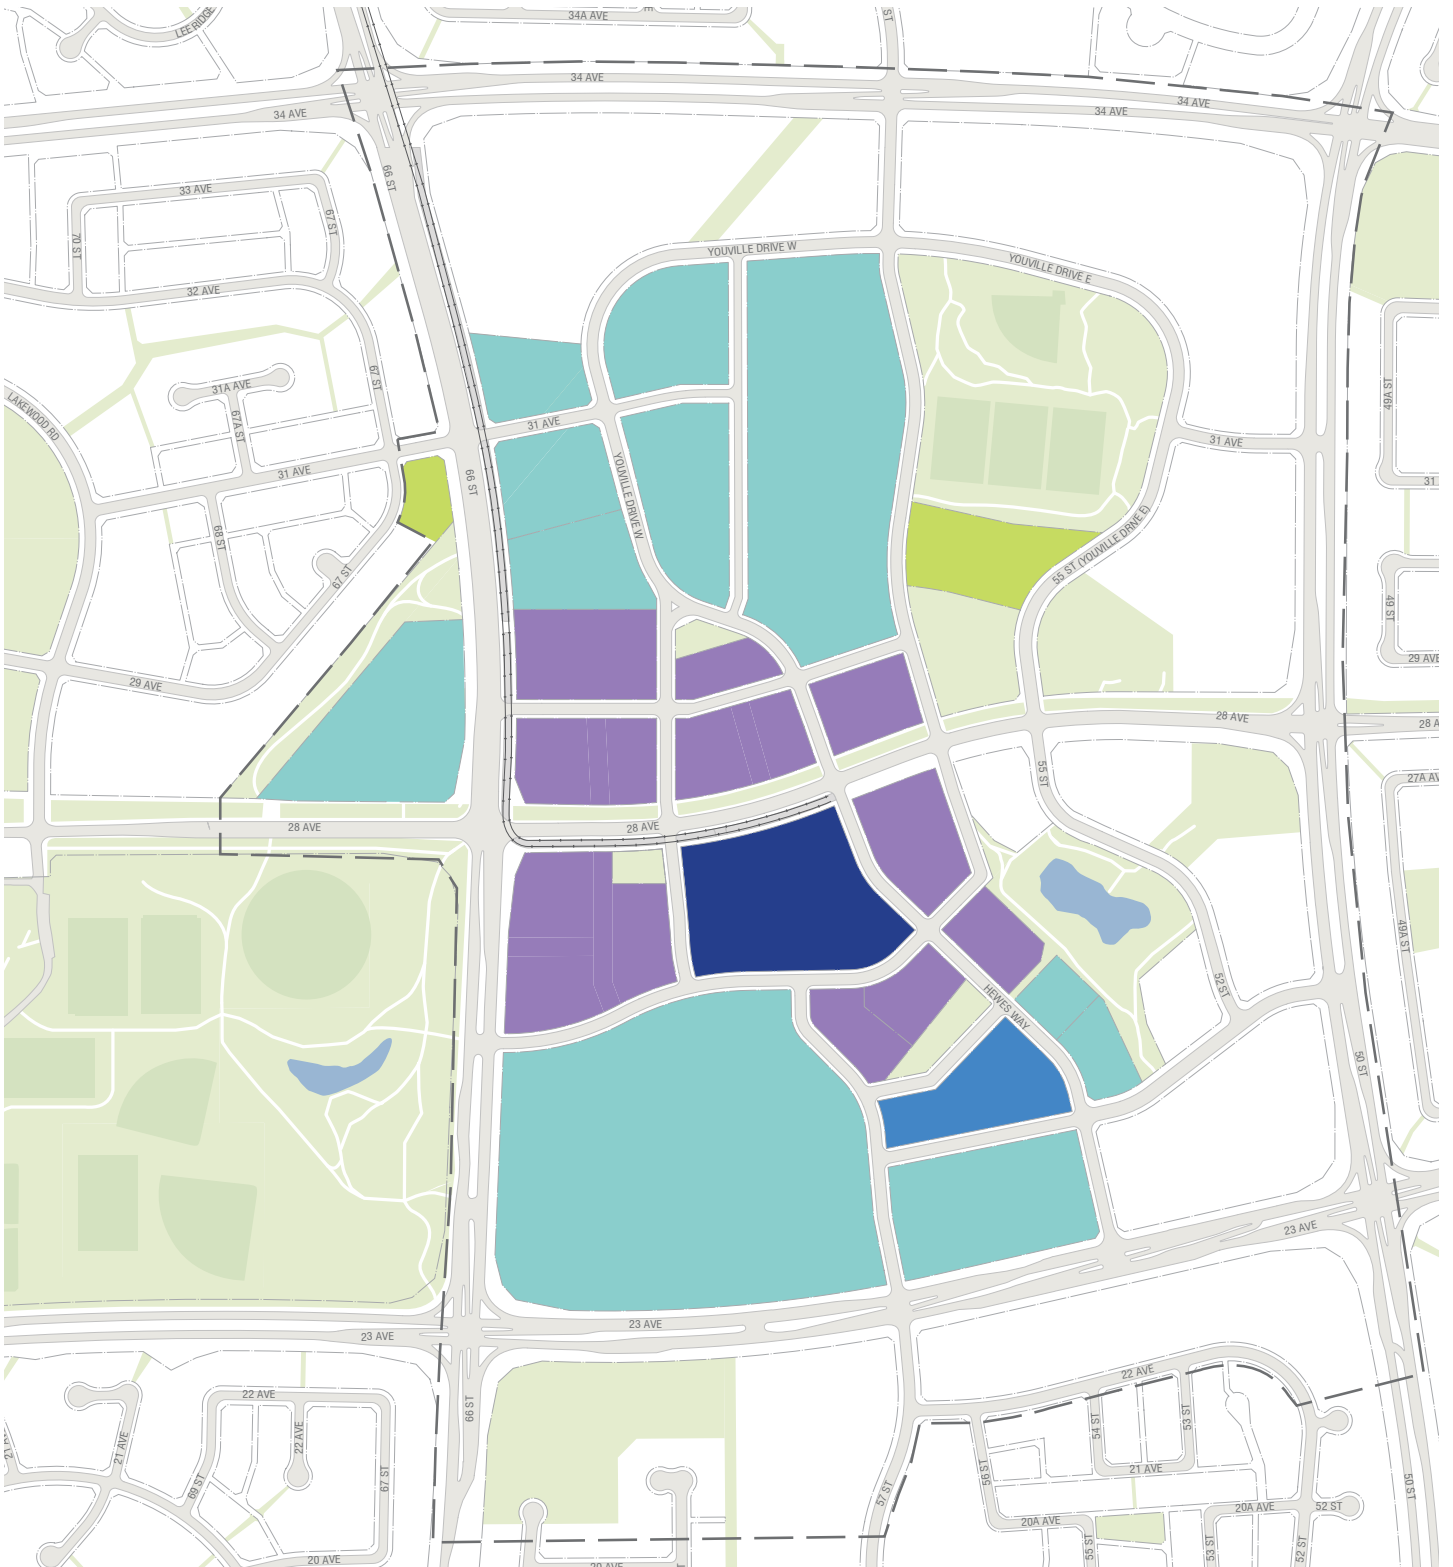 LEE RIDGE
34A AVE
ST
34 AVE
34 AVE
34 AVE
34 AVE
66 ST
33 AVE
67 ST
70 ST
32 AVE
YOUVILLE DRIVE W
YOUVILLE DRIVE E
31A AVE
67 ST
67A ST
LAKEWOOD RD
49A ST
31 AVE
31 AVE
31 AVE
31
66 ST
YOUVILLE DRIVE W
68 ST
67 ST
55 ST (YOUVILLE DRIVE E)
49 ST
29 AVE
29 AVE
28 AVE
28 A
55 ST
27A AV
28 AVE
28 AVE
49A ST
52 ST
HEWES WAY
50 ST
23 AVE
23 AVE
23 AVE
22 AVE
22 AVE
66 ST
54 ST
53 ST
21 AVE
22 AVE
21 AVE
67 ST
69 ST
56 ST
57 ST
50 ST
20A AVE
52 ST
20A AVE
55 ST
53 ST
52 ST
20 AVE
20 AVE